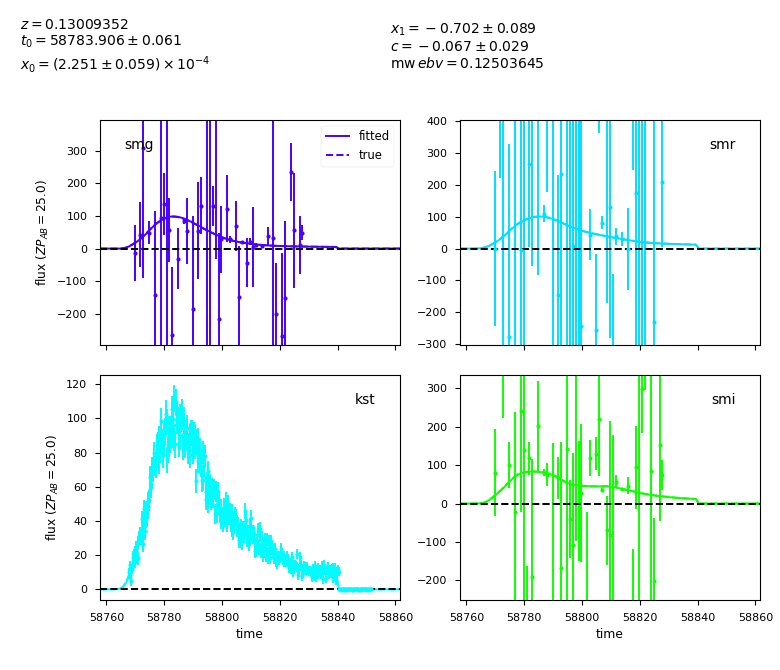 z = 0.13009352
t₀ = 58783.906 ± 0.061
x₀ = (2.251 ± 0.059) × 10⁻⁴
x₁ = −0.702 ± 0.089
c = −0.067 ± 0.029
mw ebv = 0.12503645
smg
fitted
true
300
200
100
0
−100
−200
flux (ZP_AB = 25.0)
smr
400
300
200
100
0
−100
−200
−300
kst
120
100
80
60
40
20
0
flux (ZP_AB = 25.0)
58760 58780 58800 58820 58840 58860
time
smi
300
200
100
0
−100
−200
58760 58780 58800 58820 58840 58860
time